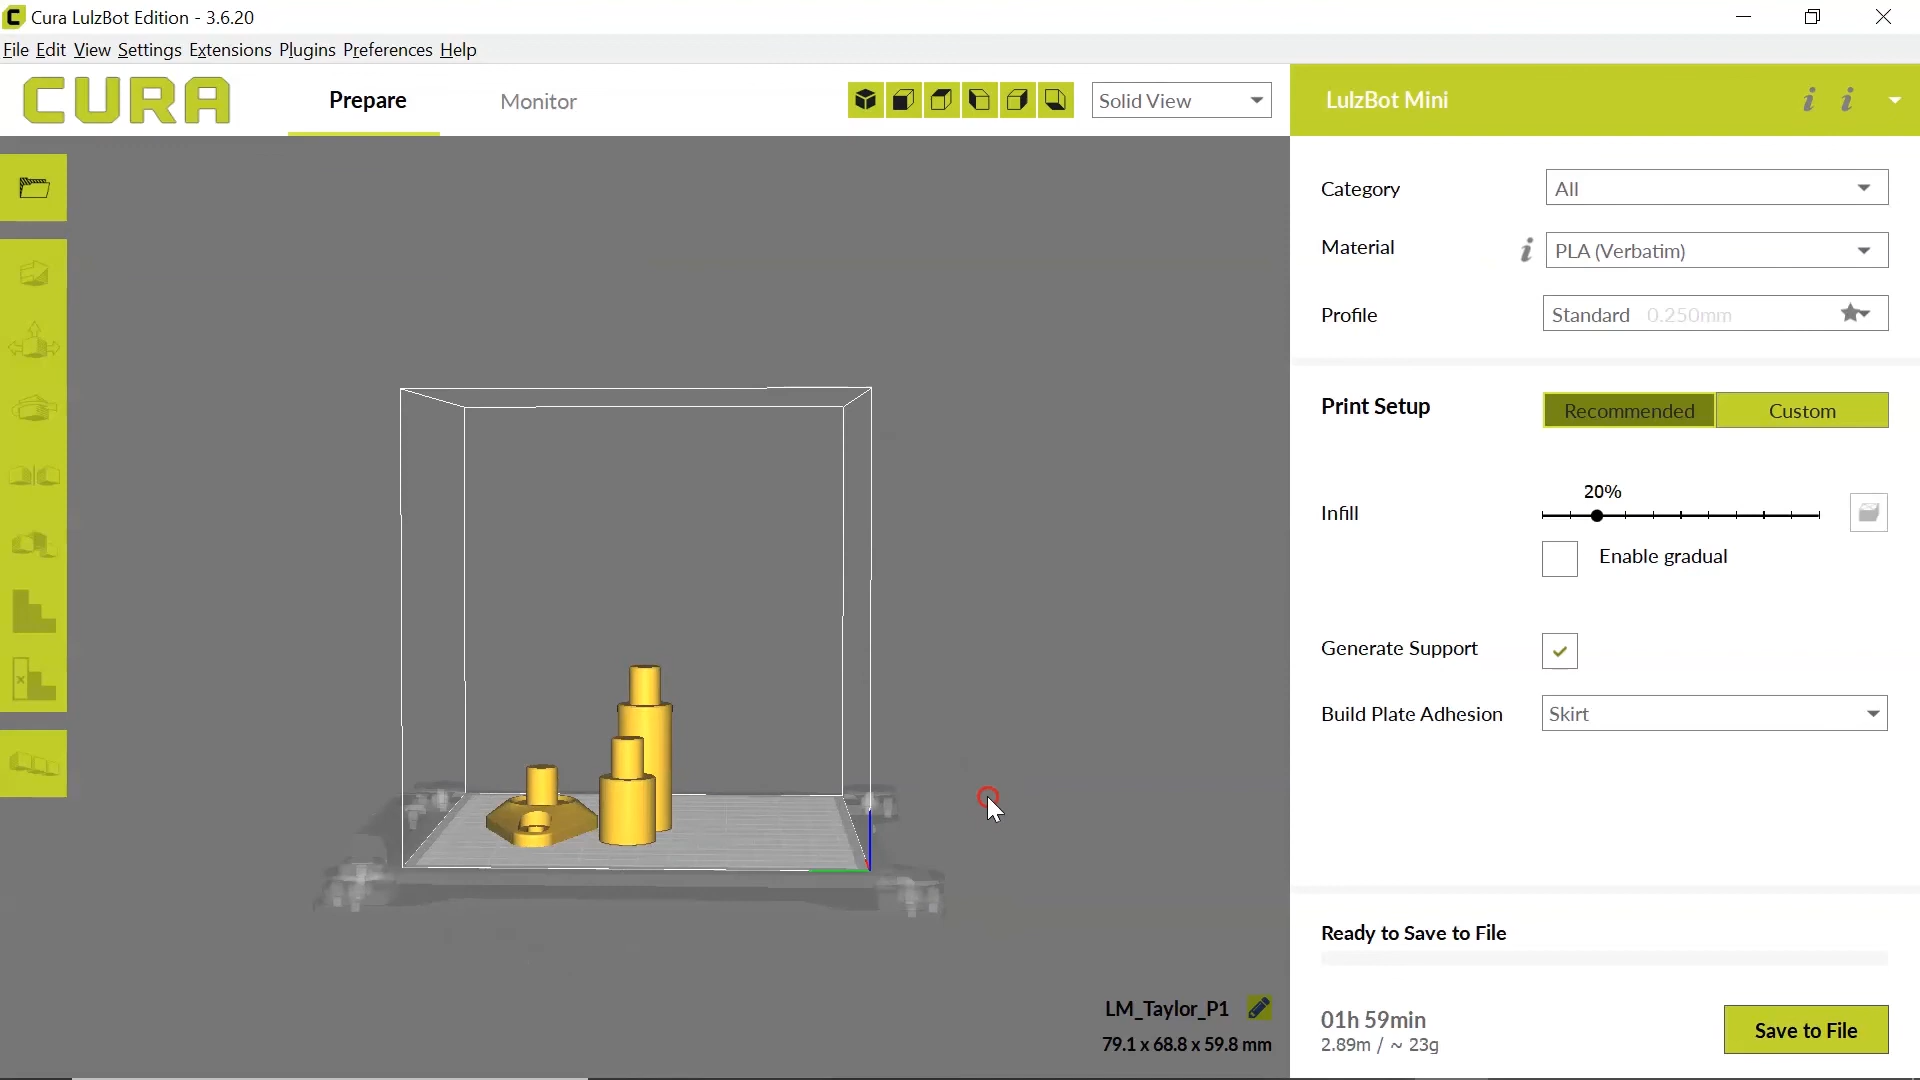 Cura LulzBot Edition - 3.6.20
File Edit View Settings Extensions Plugins Preferences Help
CURA
Prepare
Monitor
Solid View
LulzBot Mini
Category
All
Material
PLA (Verbatim)
Profile
Standard 0.250mm
Print Setup
Recommended
Custom
20%
Infill
Enable gradual
Generate Support
Build Plate Adhesion
Skirt
Ready to Save to File
LM_Taylor_P1
79.1 x 68.8 x 59.8 mm
01h 59min
2.89m / ~ 23g
Save to File